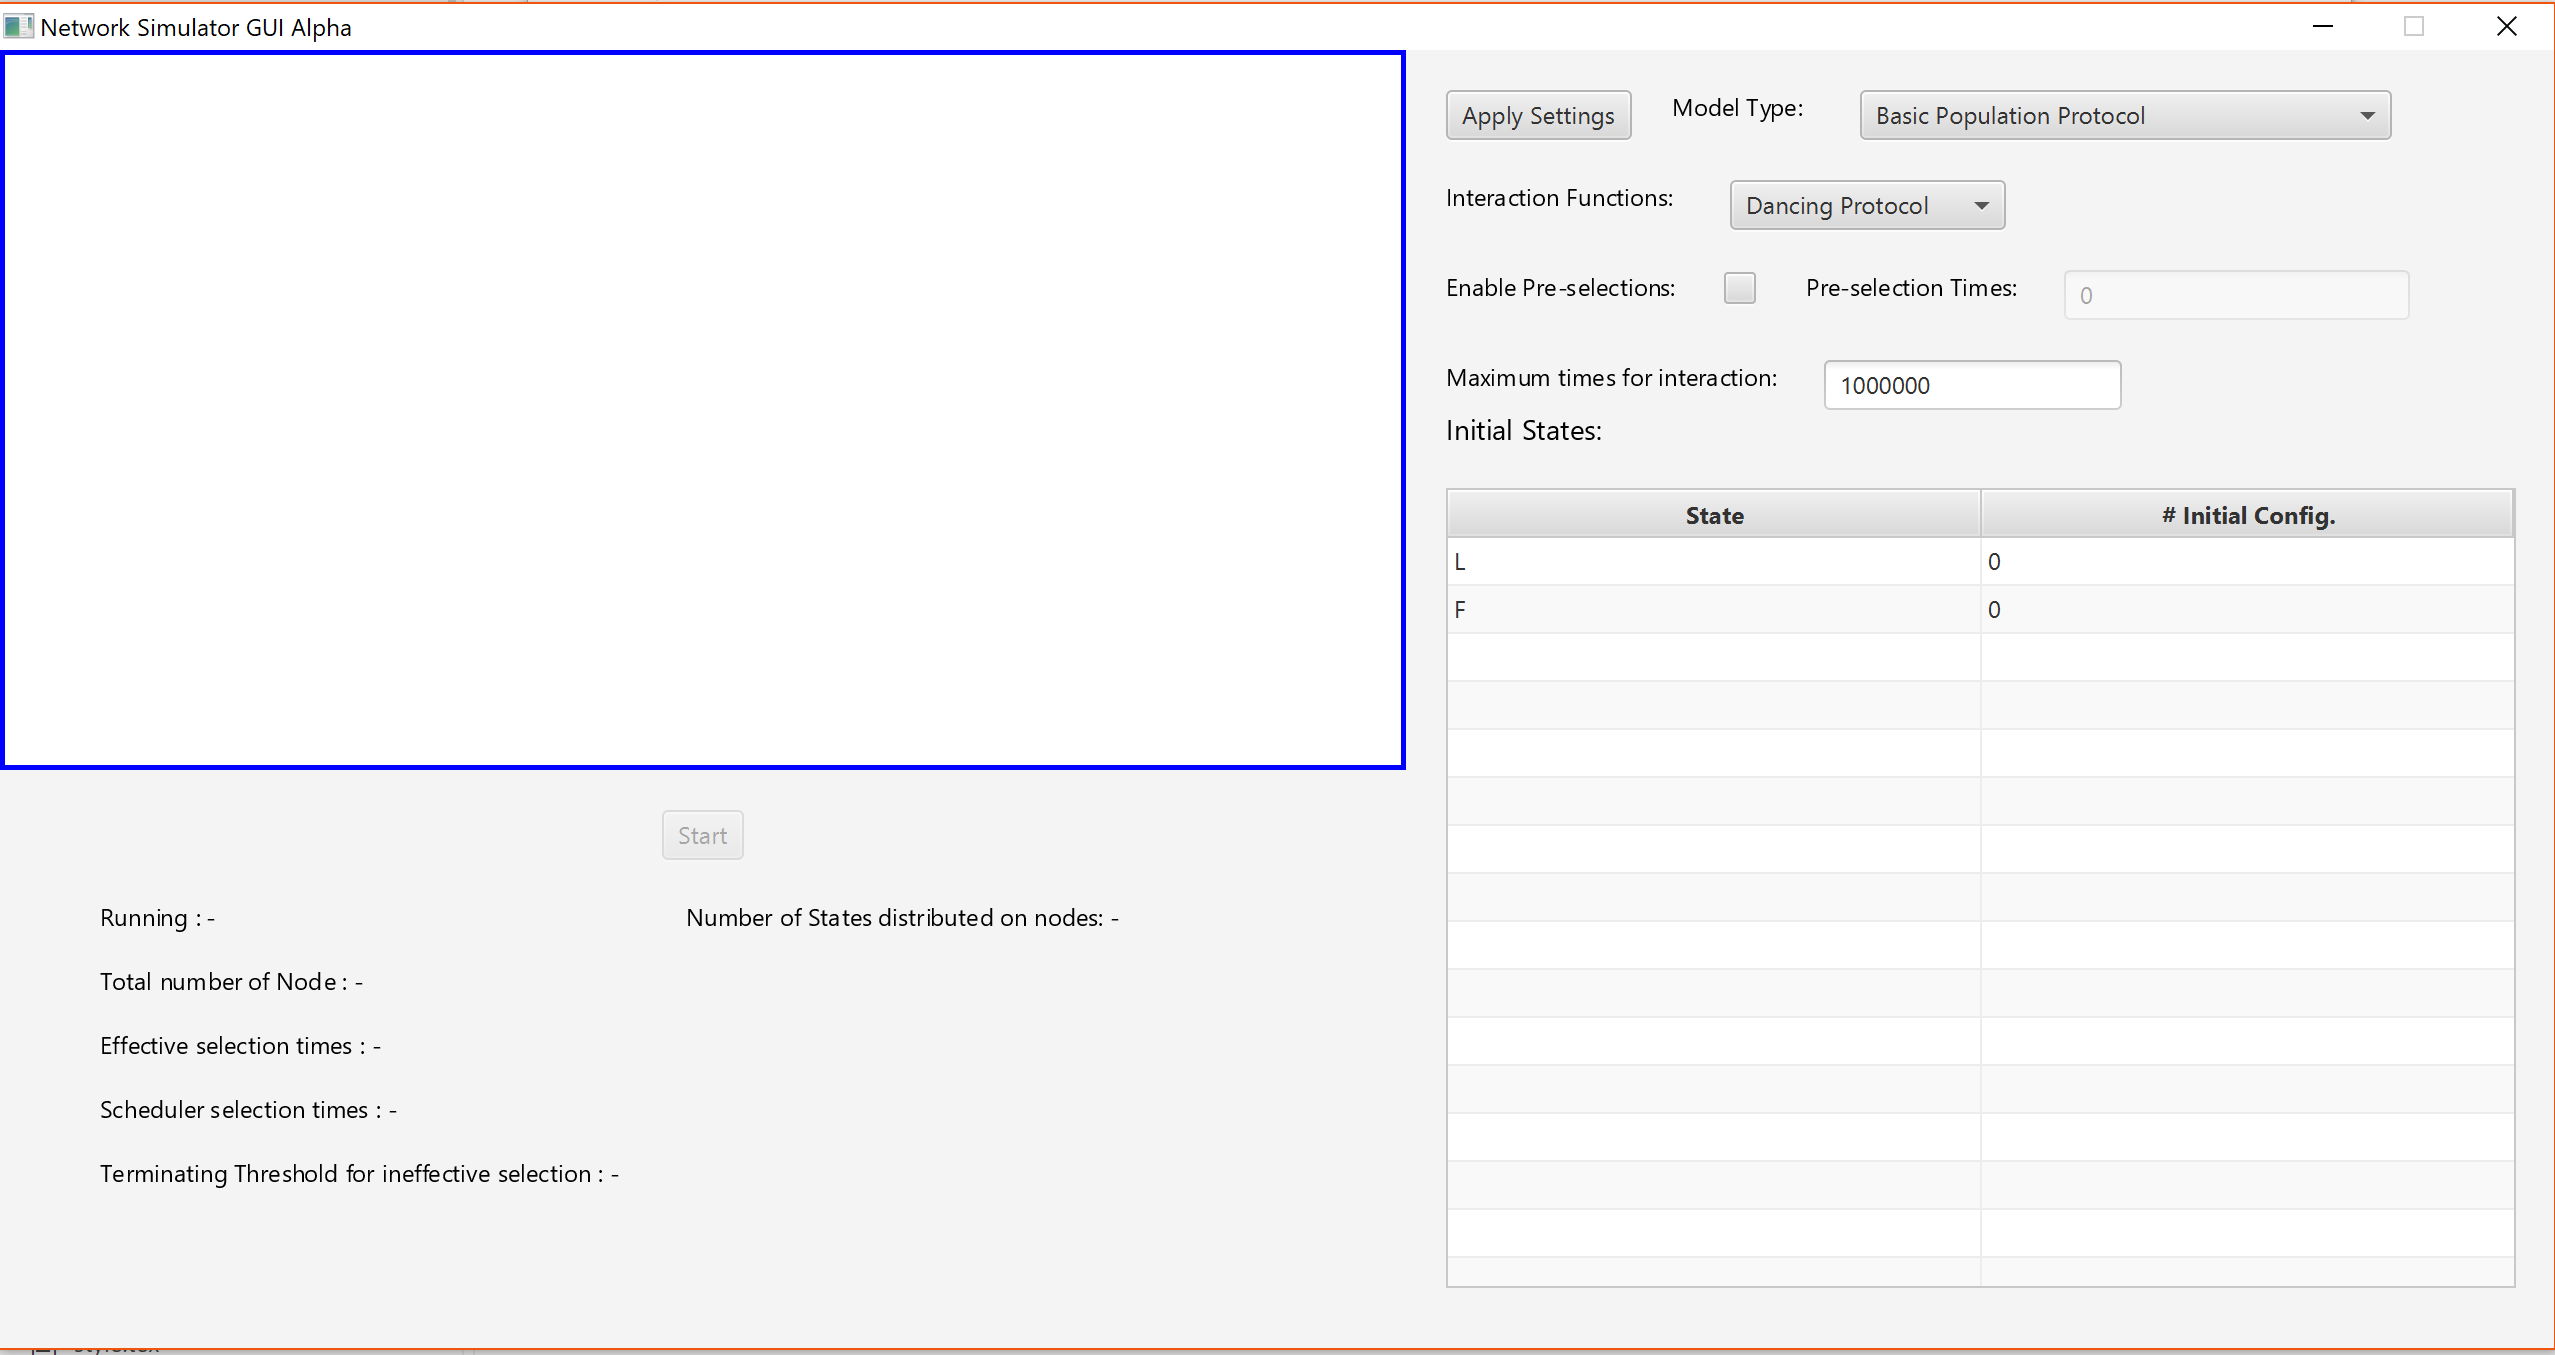 Network Simulator GUI Alpha
Apply Settings
Model Type:
Basic Population Protocol
Interaction Functions:
Dancing Protocol
Enable Pre-selections:
Pre-selection Times:
0
Maximum times for interaction:
1000000
Initial States:
State
# Initial Config.
L
0
F
0
Start
Running : -
Number of States distributed on nodes: -
Total number of Node : -
Effective selection times : -
Scheduler selection times : -
Terminating Threshold for ineffective selection : -